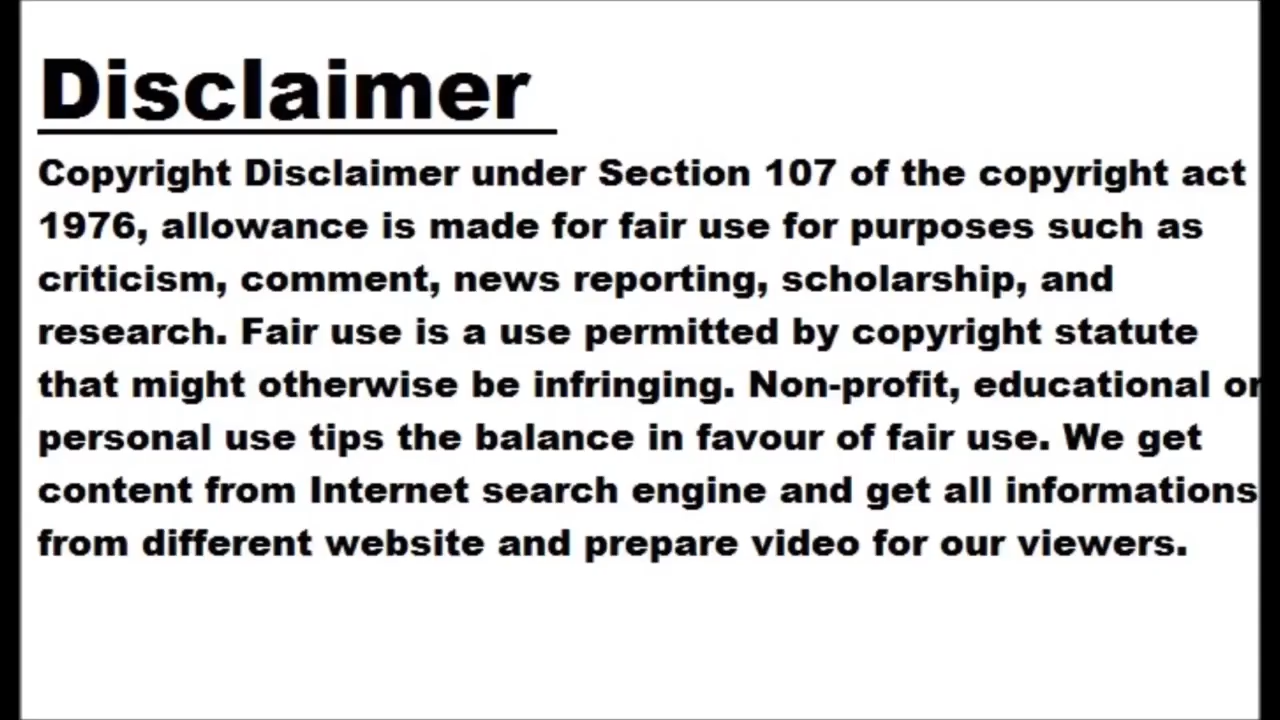 Disclaimer
Copyright Disclaimer under Section 107 of the copyright act
1976, allowance is made for fair use for purposes such as
criticism, comment, news reporting, scholarship, and
research. Fair use is a use permitted by copyright statute
that might otherwise be infringing. Non-profit, educational or
personal use tips the balance in favour of fair use. We get
content from Internet search engine and get all informations
from different website and prepare video for our viewers.